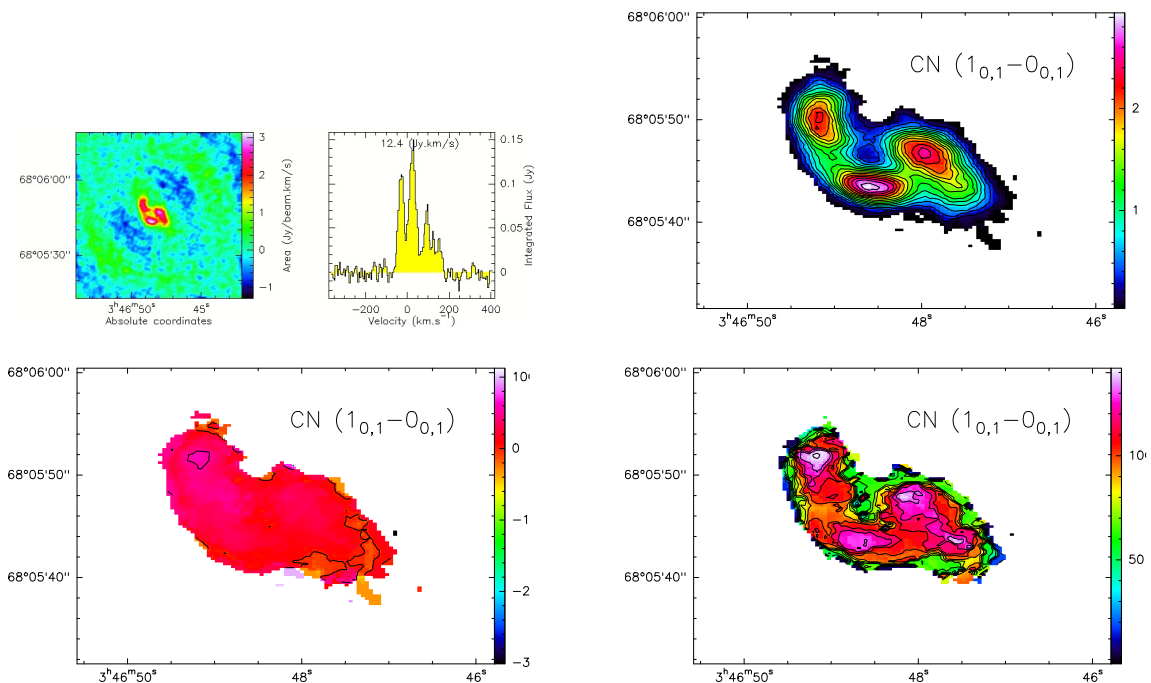 68°06'00''
68°05'30''
3ʰ46ᵐ50ˢ 45ˢ
Absolute coordinates
3
2
1
0
−1
Area (Jy/beam.km/s)
12.4 (Jy.km/s)
0.15
0.1
0.05
0
Integrated Flux (Jy)
−200 0 200 400
Velocity (km.s⁻¹)
68°06'00''
68°05'50''
68°05'40''
CN (1₀,₁−0₀,₁)
2
1
3ʰ46ᵐ50ˢ 48ˢ 46ˢ
68°06'00''
68°05'50''
68°05'40''
CN (1₀,₁−0₀,₁)
0
−1
−2
−3
3ʰ46ᵐ50ˢ 48ˢ 46ˢ
68°06'00''
68°05'50''
68°05'40''
CN (1₀,₁−0₀,₁)
50
3ʰ46ᵐ50ˢ 48ˢ 46ˢ